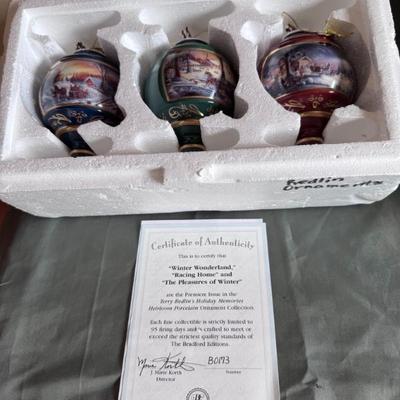 Redlin
Ornaments
Certificate of Authenticity
This is to certify that
"Winter Wonderland,"
"Racing Home" and
"The Pleasures of Winter"
are the Premiere Issue in the
Terry Redlin's Holiday Memories
Heirloom Porcelain Ornament Collection.
Each fine collectible is strictly limited to
95 firing days and is crafted to meet or
exceed the strictest quality standards of
The Bradford Editions.
B0173
J. Marie Korth
Number
Director